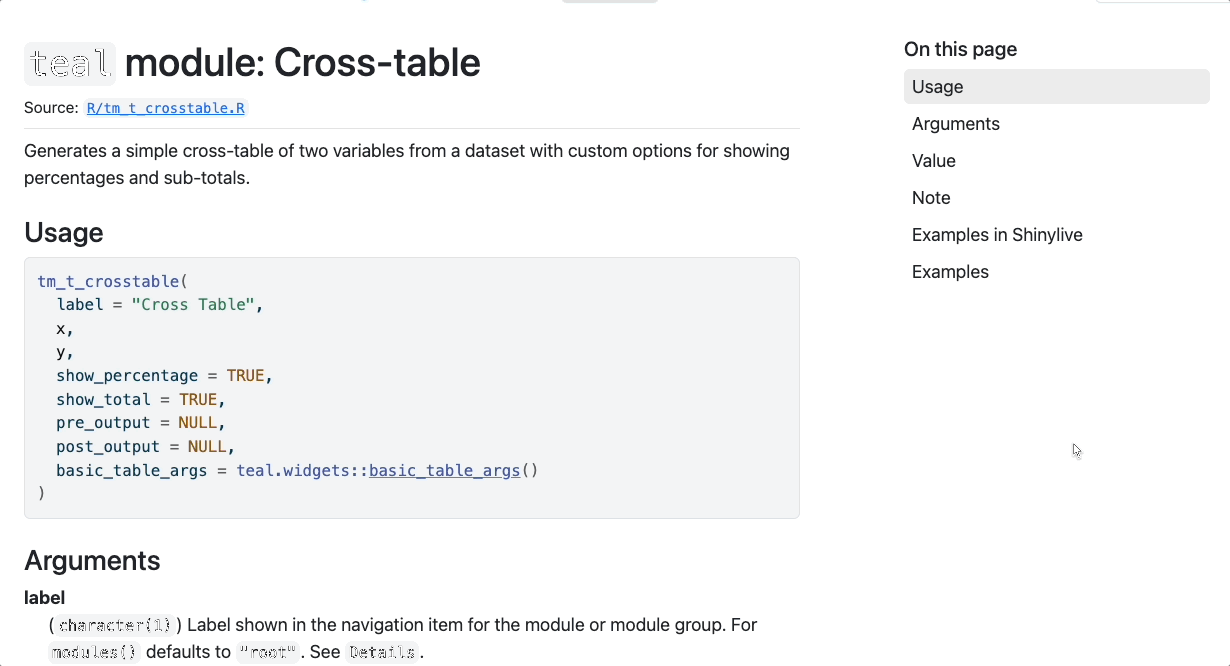 teal module: Cross-table
Source: R/tm_t_crosstable.R
Generates a simple cross-table of two variables from a dataset with custom options for showing
percentages and sub-totals.
Usage
tm_t_crosstable(
  label = "Cross Table",
  x,
  y,
  show_percentage = TRUE,
  show_total = TRUE,
  pre_output = NULL,
  post_output = NULL,
  basic_table_args = teal.widgets::basic_table_args()
)
Arguments
label
(character(1)) Label shown in the navigation item for the module or module group. For
modules() defaults to "root". See Details.
On this page
Usage
Arguments
Value
Note
Examples in Shinylive
Examples